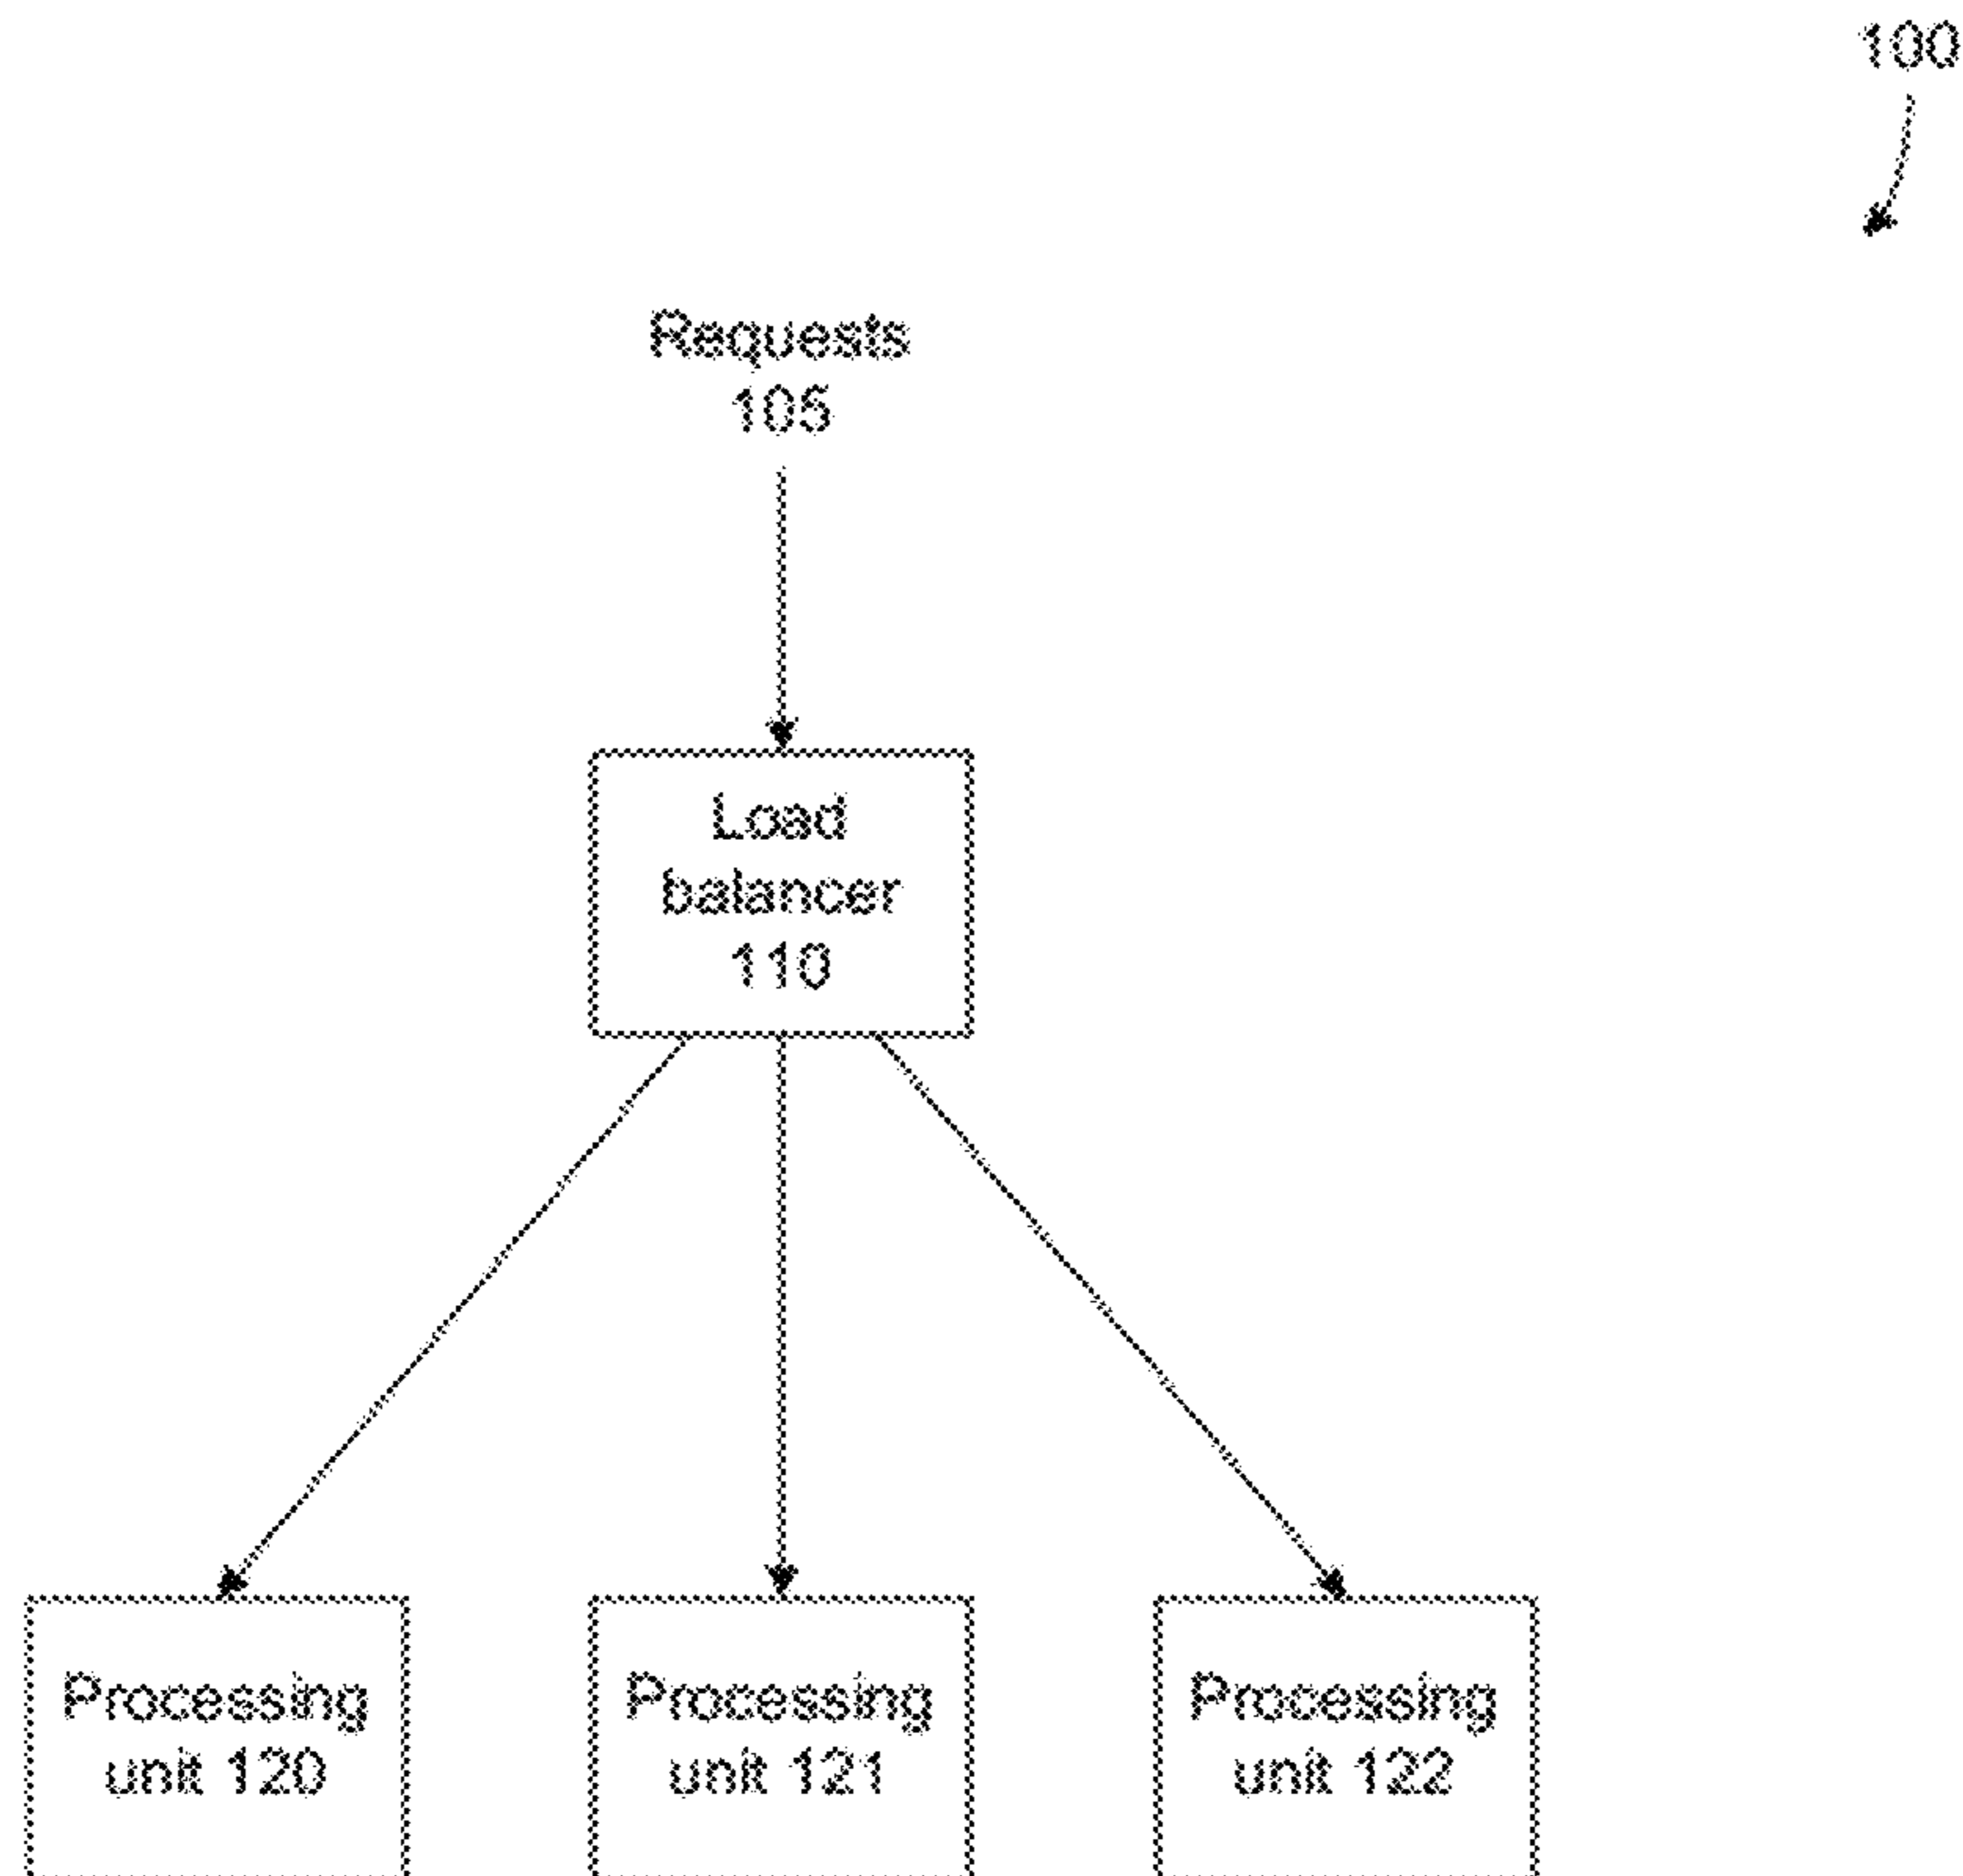 100
Requests
105
Load
balancer
110
Processing
unit 120
Processing
unit 121
Processing
unit 122